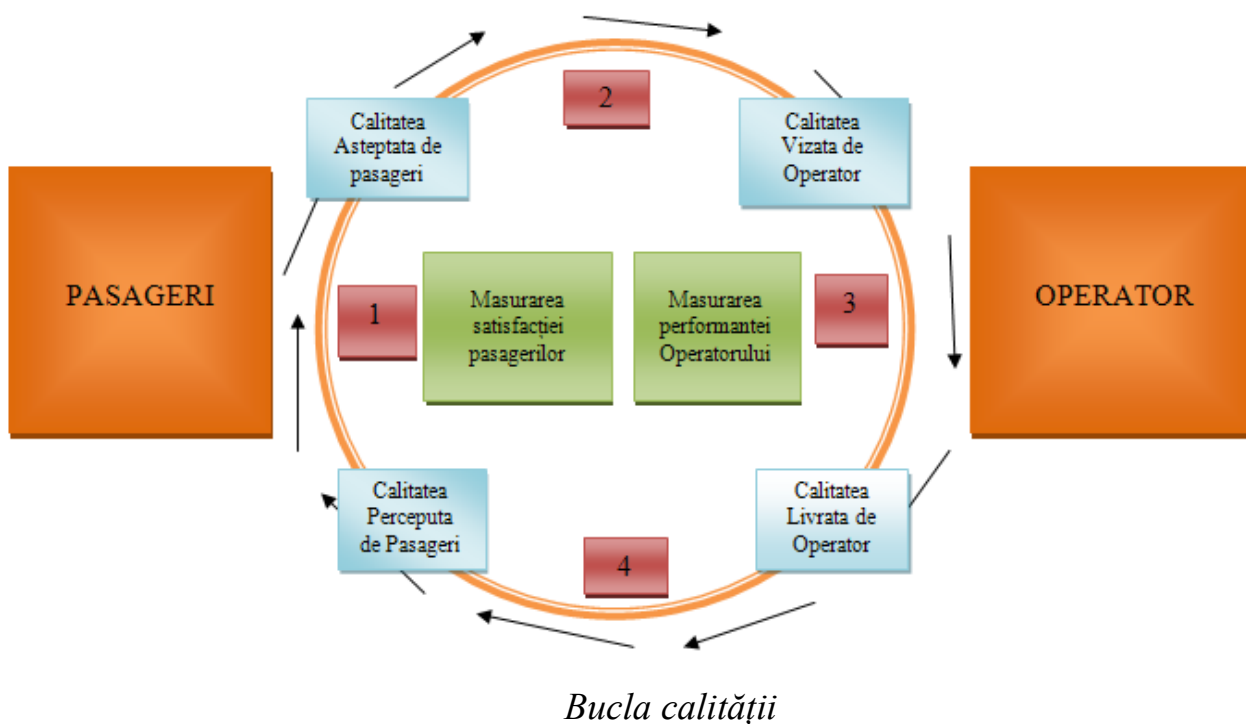 2
Calitatea
Asteptata de
pasageri
Calitatea
Vizata de
Operator
PASAGERI
1
Masurarea
satisfacției
pasagerilor
Masurarea
performantei
Operatorului
3
OPERATOR
Calitatea
Perceputa
de Pasageri
Calitatea
Livrata de
Operator
4
Bucla calității